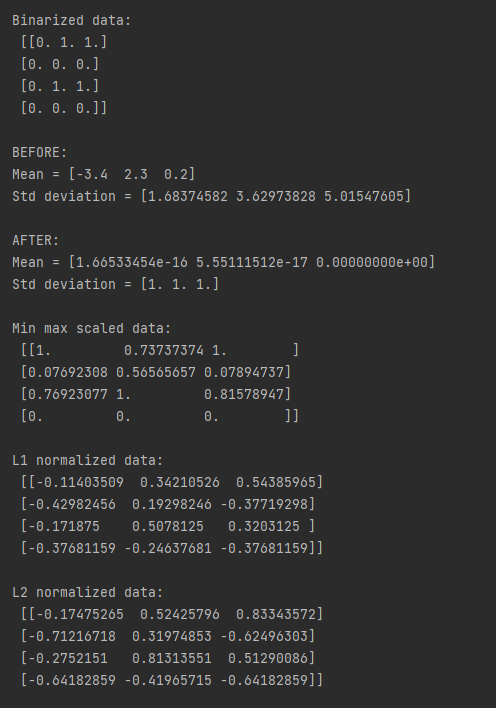 Binarized data:
 [[0. 1. 1.]
 [0. 0. 0.]
 [0. 1. 1.]
 [0. 0. 0.]]

BEFORE:
Mean = [-3.4  2.3  0.2]
Std deviation = [1.68374582 3.62973828 5.01547605]

AFTER:
Mean = [1.66533454e-16 5.55111512e-17 0.00000000e+00]
Std deviation = [1. 1. 1.]

Min max scaled data:
 [[1.         0.73737374 1.        ]
 [0.07692308 0.56565657 0.07894737]
 [0.76923077 1.         0.81578947]
 [0.         0.         0.        ]]

L1 normalized data:
 [[-0.11403509  0.34210526  0.54385965]
 [-0.42982456  0.19298246 -0.37719298]
 [-0.171875    0.5078125   0.3203125 ]
 [-0.37681159 -0.24637681 -0.37681159]]

L2 normalized data:
 [[-0.17475265  0.52425796  0.83343572]
 [-0.71216718  0.31974853 -0.62496303]
 [-0.2752151   0.81313551  0.51290086]
 [-0.64182859 -0.41965715 -0.64182859]]